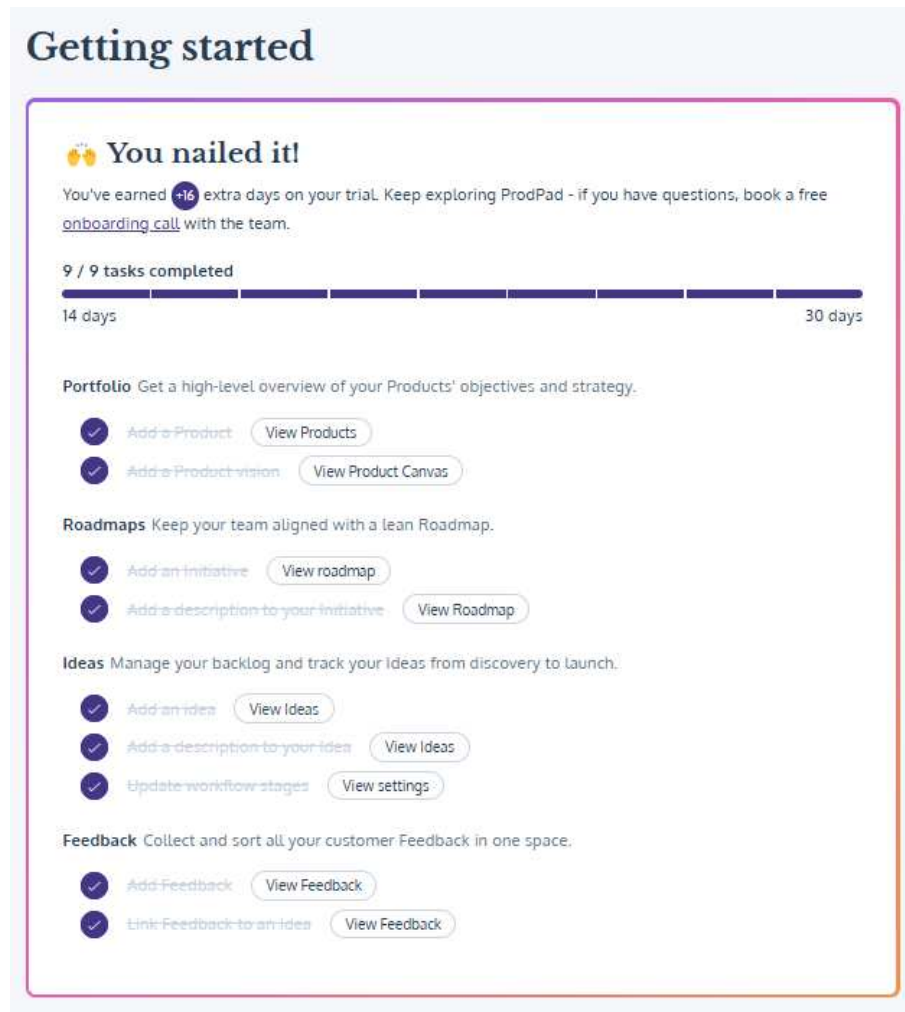 Getting started
You nailed it!
You've earned +16 extra days on your trial. Keep exploring ProdPad - if you have questions, book a free
onboarding call with the team.
9 / 9 tasks completed
14 days 30 days
Portfolio Get a high-level overview of your Products' objectives and strategy.
Add a Product View Products
Add a Product vision View Product Canvas
Roadmaps Keep your team aligned with a lean Roadmap.
Add an Initiative View roadmap
Add a description to your Initiative View Roadmap
Ideas Manage your backlog and track your Ideas from discovery to launch.
Add an Idea View Ideas
Add a description to your Idea View Ideas
Update workflow stages View settings
Feedback Collect and sort all your customer Feedback in one space.
Add Feedback View Feedback
Link Feedback to an Idea View Feedback